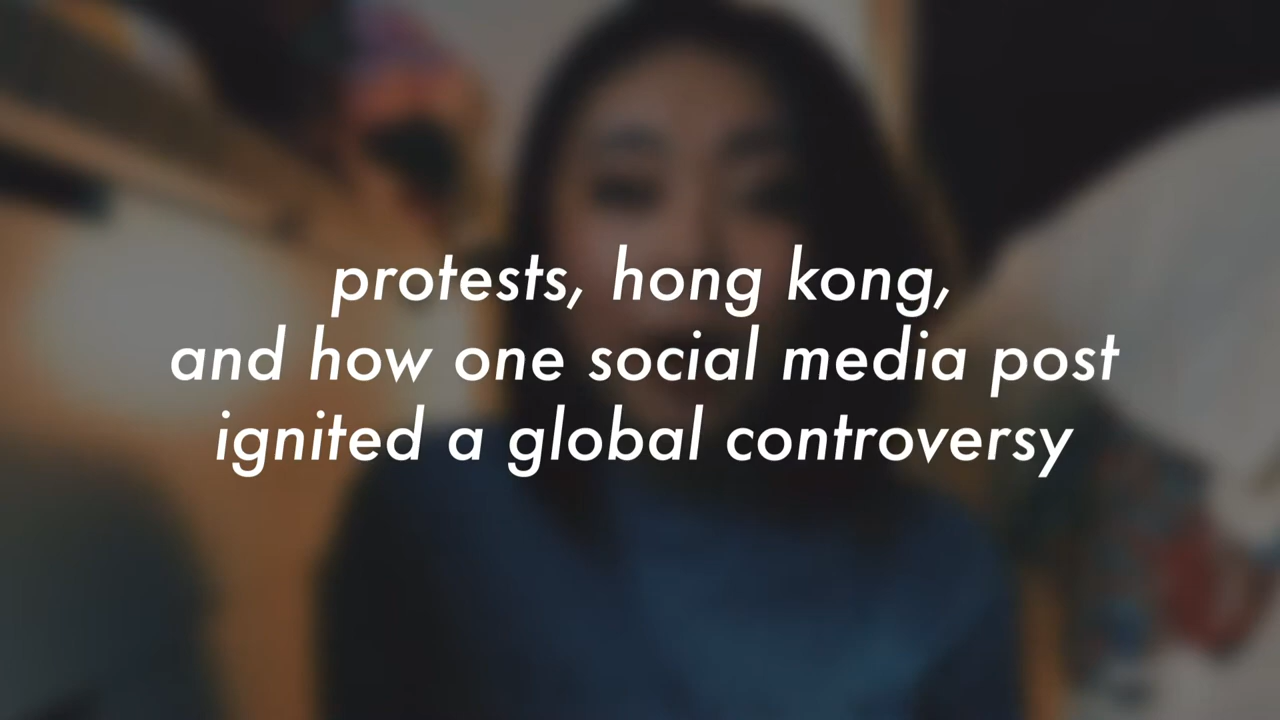 protests, hong kong,
and how one social media post
ignited a global controversy